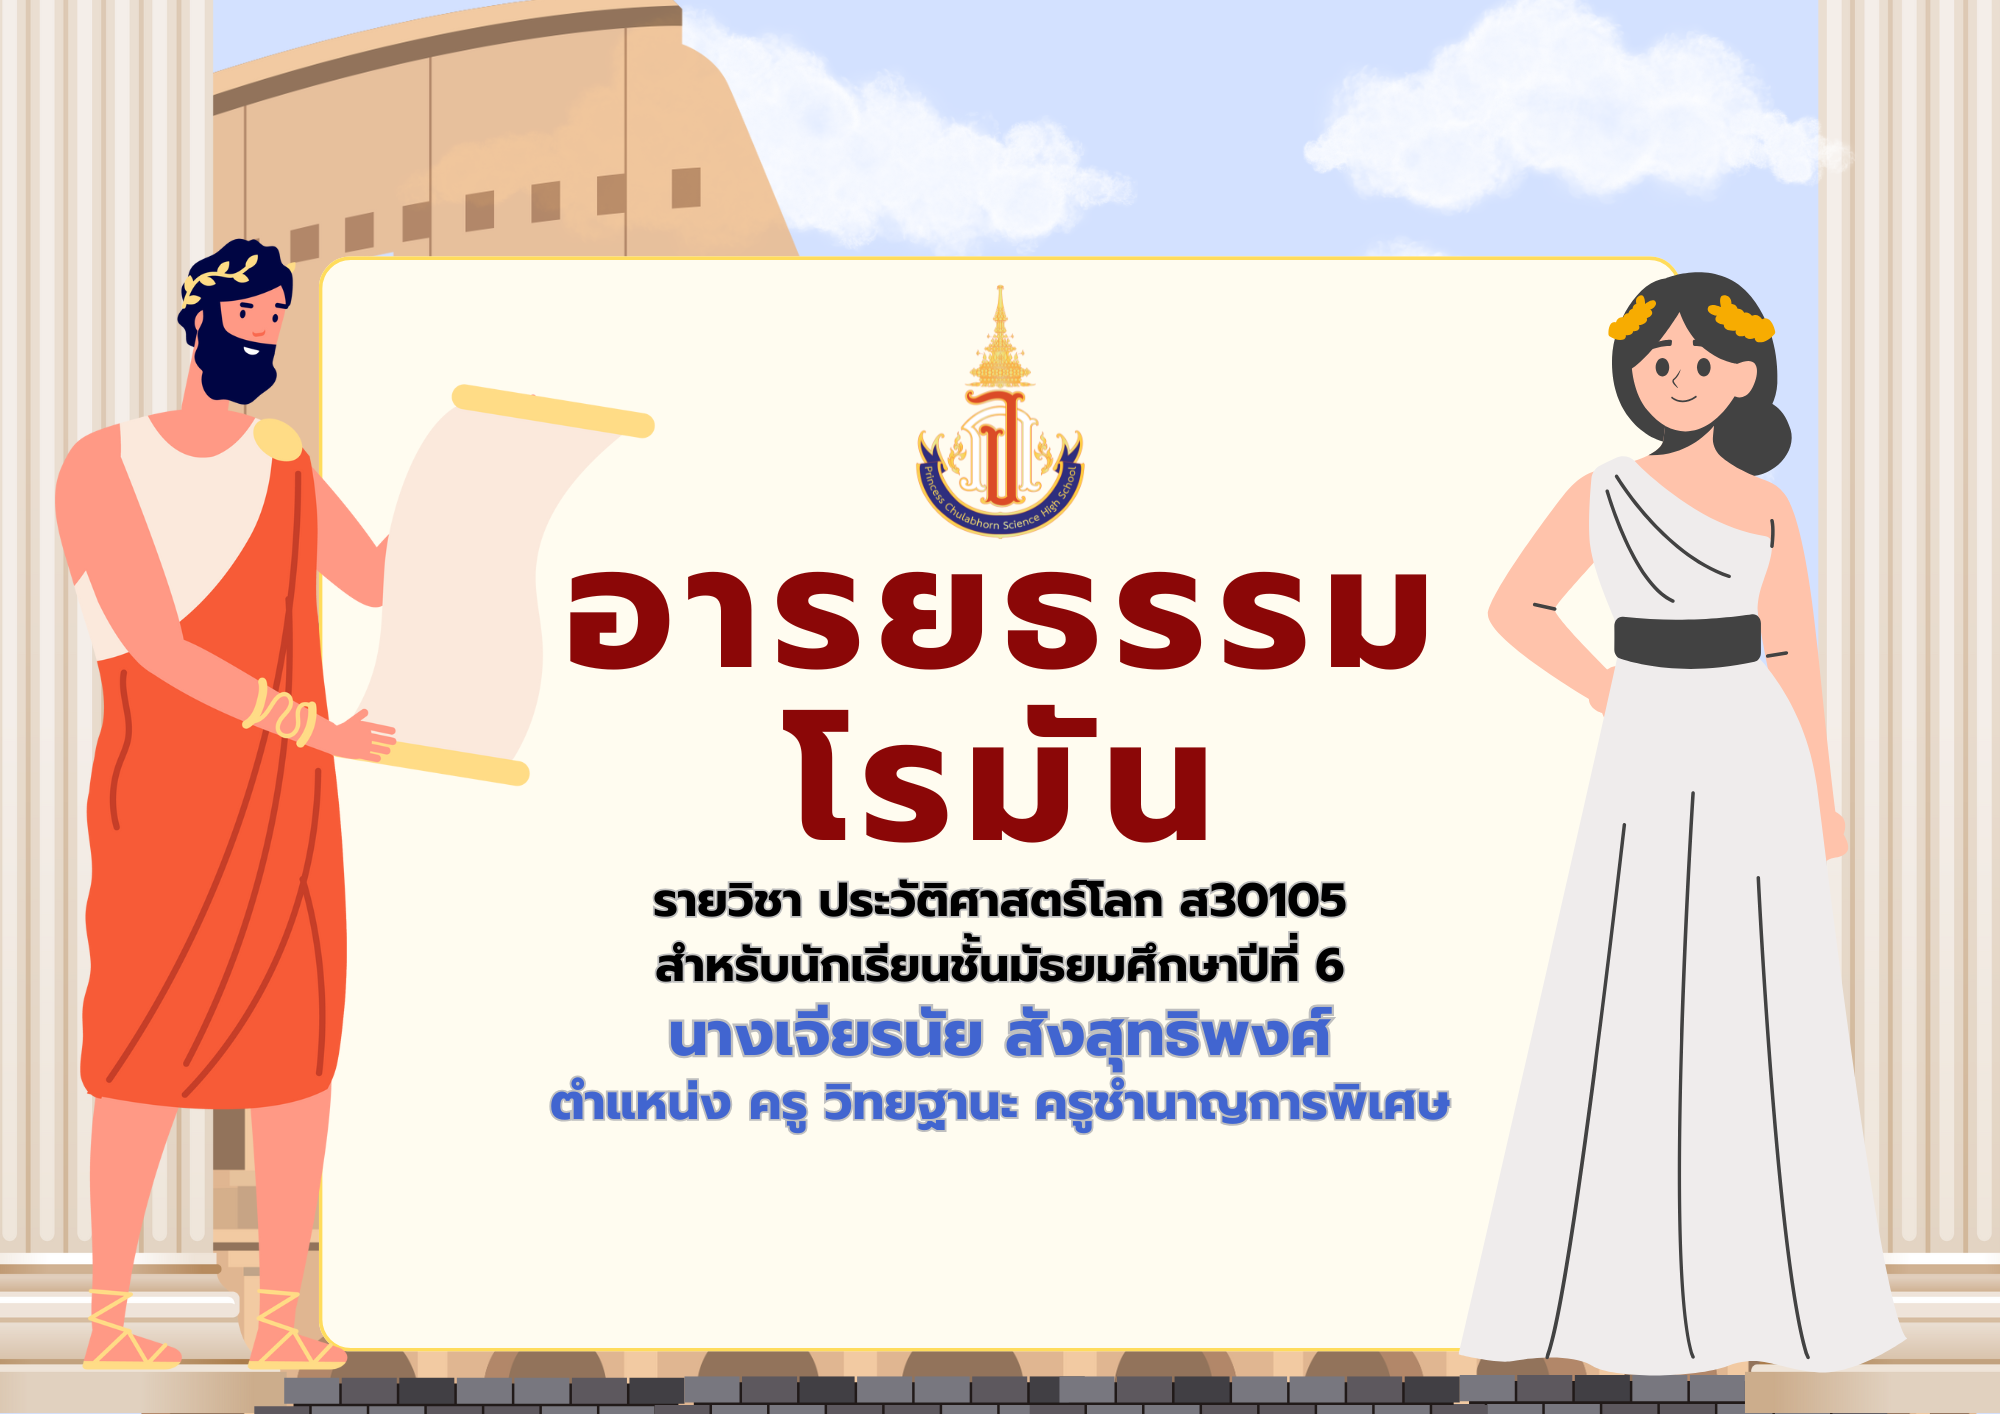 Princess Chulabhorn Science High School
อารยธรรม
โรมัน
รายวิชา ประวัติศาสตร์โลก ส30105
สำหรับนักเรียนชั้นมัธยมศึกษาปีที่ 6
นางเจียรนัย สังสุทธิพงศ์
ตำแหน่ง ครู วิทยฐานะ ครูชำนาญการพิเศษ